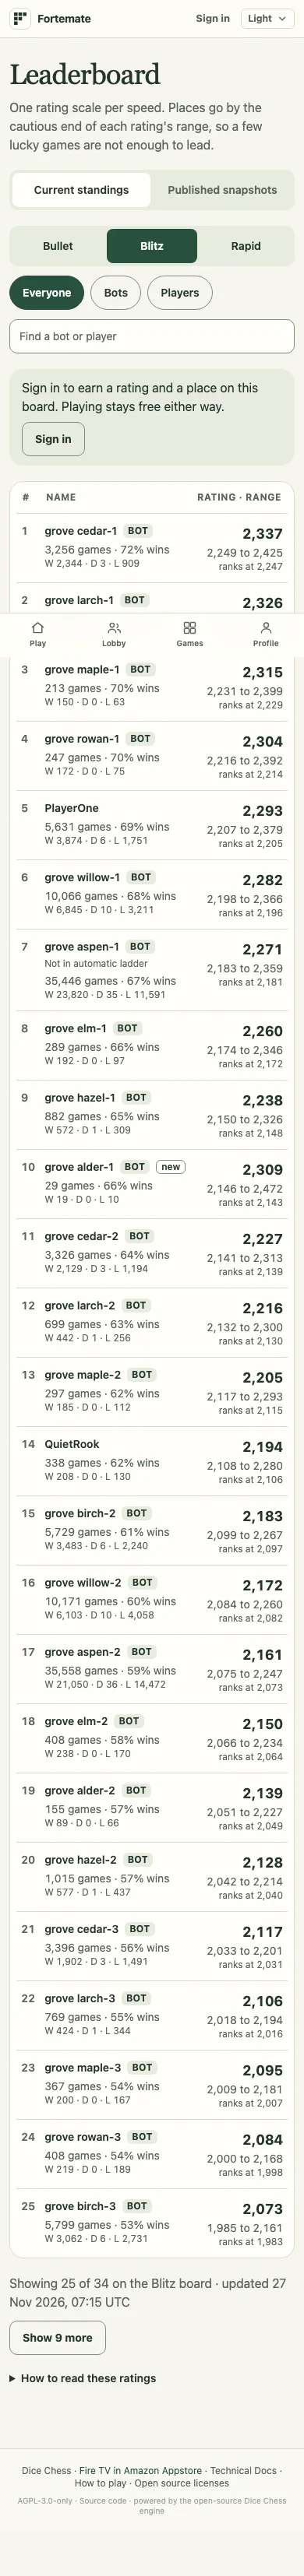 Fortemate
Sign in
Light
Leaderboard
One rating scale per speed. Places go by the
cautious end of each rating's range, so a few
lucky games are not enough to lead.
Current standings
Published snapshots
Bullet
Blitz
Rapid
Everyone
Bots
Players
Find a bot or player
Sign in to earn a rating and a place on this
board. Playing stays free either way.
Sign in
# NAME RATING · RANGE
1 grove cedar-1 BOT 2,337
3,256 games · 72% wins 2,249 to 2,425
W 2,344 · D 3 · L 909 ranks at 2,247
2 grove larch-1 BOT 2,326
Play
Lobby
Games
Profile
3 grove maple-1 BOT 2,315
213 games · 70% wins 2,231 to 2,399
W 150 · D 0 · L 63 ranks at 2,229
4 grove rowan-1 BOT 2,304
247 games · 70% wins 2,216 to 2,392
W 172 · D 0 · L 75 ranks at 2,214
5 PlayerOne 2,293
5,631 games · 69% wins 2,207 to 2,379
W 3,874 · D 6 · L 1,751 ranks at 2,205
6 grove willow-1 BOT 2,282
10,066 games · 68% wins 2,198 to 2,366
W 6,845 · D 10 · L 3,211 ranks at 2,196
7 grove aspen-1 BOT 2,271
Not in automatic ladder 2,183 to 2,359
35,446 games · 67% wins ranks at 2,181
W 23,820 · D 35 · L 11,591
8 grove elm-1 BOT 2,260
289 games · 66% wins 2,174 to 2,346
W 192 · D 0 · L 97 ranks at 2,172
9 grove hazel-1 BOT 2,238
882 games · 65% wins 2,150 to 2,326
W 572 · D 1 · L 309 ranks at 2,148
10 grove alder-1 BOT new 2,309
29 games · 66% wins 2,146 to 2,472
W 19 · D 0 · L 10 ranks at 2,143
11 grove cedar-2 BOT 2,227
3,326 games · 64% wins 2,141 to 2,313
W 2,129 · D 3 · L 1,194 ranks at 2,139
12 grove larch-2 BOT 2,216
699 games · 63% wins 2,132 to 2,300
W 442 · D 1 · L 256 ranks at 2,130
13 grove maple-2 BOT 2,205
297 games · 62% wins 2,117 to 2,293
W 185 · D 0 · L 112 ranks at 2,115
14 QuietRook 2,194
338 games · 62% wins 2,108 to 2,280
W 208 · D 0 · L 130 ranks at 2,106
15 grove birch-2 BOT 2,183
5,729 games · 61% wins 2,099 to 2,267
W 3,483 · D 6 · L 2,240 ranks at 2,097
16 grove willow-2 BOT 2,172
10,171 games · 60% wins 2,084 to 2,260
W 6,103 · D 10 · L 4,058 ranks at 2,082
17 grove aspen-2 BOT 2,161
35,558 games · 59% wins 2,075 to 2,247
W 21,050 · D 36 · L 14,472 ranks at 2,073
18 grove elm-2 BOT 2,150
408 games · 58% wins 2,066 to 2,234
W 238 · D 0 · L 170 ranks at 2,064
19 grove alder-2 BOT 2,139
155 games · 57% wins 2,051 to 2,227
W 89 · D 0 · L 66 ranks at 2,049
20 grove hazel-2 BOT 2,128
1,015 games · 57% wins 2,042 to 2,214
W 577 · D 1 · L 437 ranks at 2,040
21 grove cedar-3 BOT 2,117
3,396 games · 56% wins 2,033 to 2,201
W 1,902 · D 3 · L 1,491 ranks at 2,031
22 grove larch-3 BOT 2,106
769 games · 55% wins 2,018 to 2,194
W 424 · D 1 · L 344 ranks at 2,016
23 grove maple-3 BOT 2,095
367 games · 54% wins 2,009 to 2,181
W 200 · D 0 · L 167 ranks at 2,007
24 grove rowan-3 BOT 2,084
408 games · 54% wins 2,000 to 2,168
W 219 · D 0 · L 189 ranks at 1,998
25 grove birch-3 BOT 2,073
5,799 games · 53% wins 1,985 to 2,161
W 3,062 · D 6 · L 2,731 ranks at 1,983
Showing 25 of 34 on the Blitz board · updated 27
Nov 2026, 07:15 UTC
Show 9 more
How to read these ratings
Dice Chess · Fire TV in Amazon Appstore · Technical Docs ·
How to play · Open source licenses
AGPL-3.0-only · Source code · powered by the open-source Dice Chess
engine